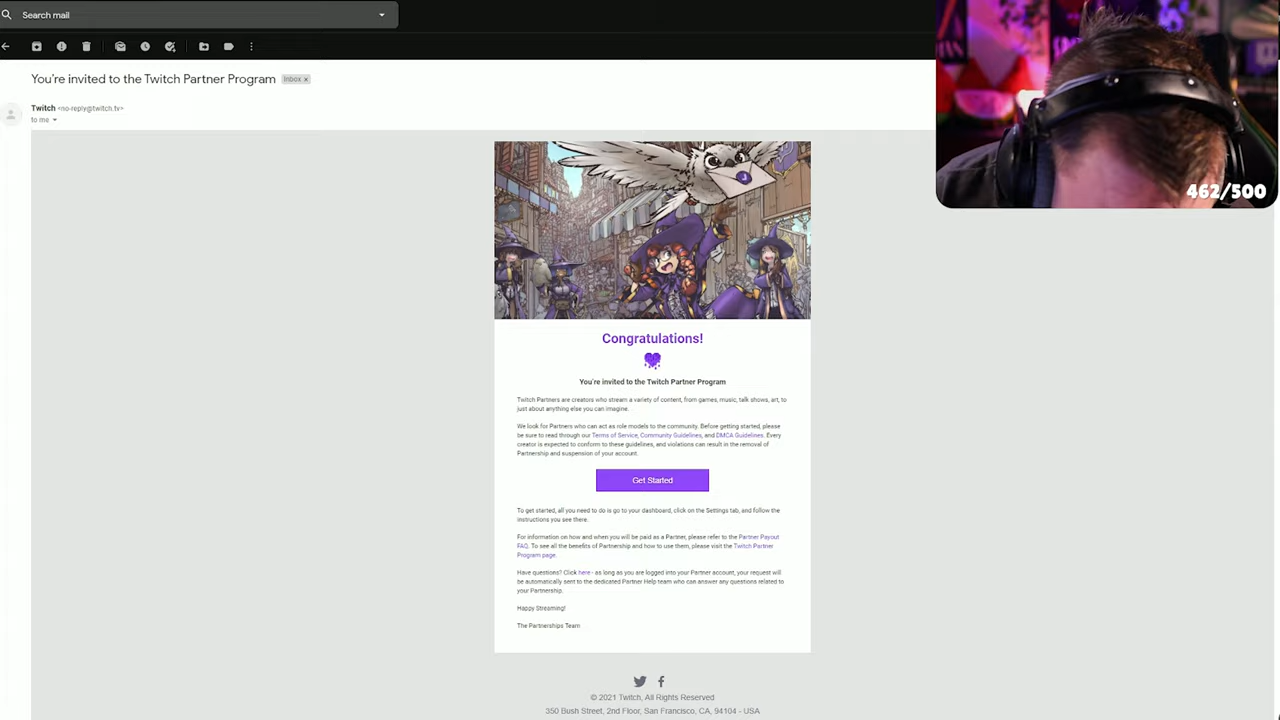 Search mail
You're invited to the Twitch Partner Program Inbox x
Twitch <no-reply@twitch.tv>
to me
462/500
Congratulations!
You're invited to the Twitch Partner Program
Twitch Partners are creators who stream a variety of content, from games, music, talk shows, art, to
just about anything else you can imagine.
We look for Partners who can act as role models to the community. Before getting started, please
be sure to read through our Terms of Service, Community Guidelines, and DMCA Guidelines. Every
creator is expected to conform to these guidelines, and violations can result in the removal of
Partnership and suspension of your account.
Get Started
To get started, all you need to do is go to your dashboard, click on the Settings tab, and follow the
instructions you see there.
For information on how and when you will be paid as a Partner, please refer to the Partner Payout
FAQ. To see all the benefits of Partnership and how to use them, please visit the Twitch Partner
Program page.
Have questions? Click here - as long as you are logged into your Partner account, your request will
be automatically sent to the dedicated Partner Help team who can answer any questions related to
your Partnership.
Happy Streaming!
The Partnerships Team
© 2021 Twitch, All Rights Reserved
350 Bush Street, 2nd Floor, San Francisco, CA, 94104 - USA